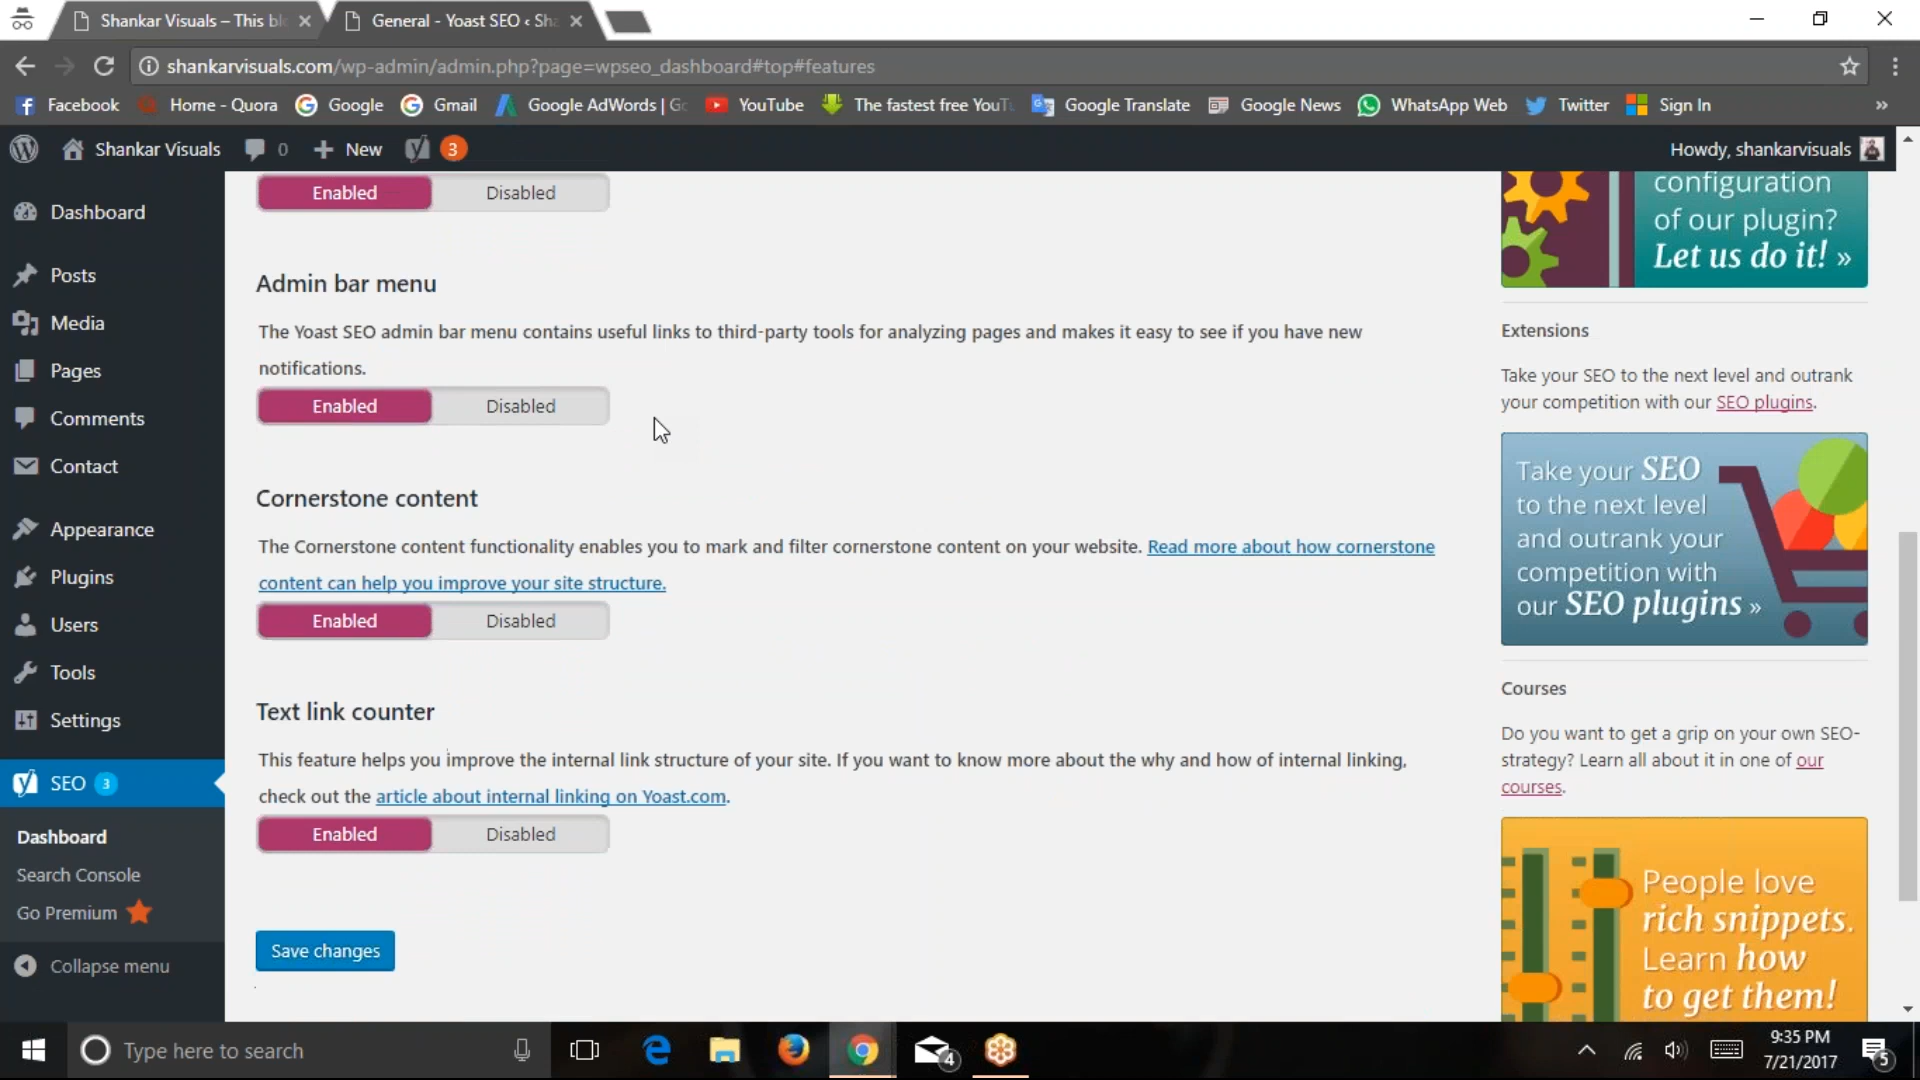 Shankar Visuals – This bl
General - Yoast SEO ‹ Sha
shankarvisuals.com/wp-admin/admin.php?page=wpseo_dashboard#top#features
Facebook
Home - Quora
Google
Gmail
Google AdWords | Go
YouTube
The fastest free YouTu
Google Translate
Google News
WhatsApp Web
Twitter
Sign In
»
Shankar Visuals
0
New
3
Howdy, shankarvisuals
Dashboard
Posts
Media
Pages
Comments
Contact
Appearance
Plugins
Users
Tools
Settings
SEO 3
Dashboard
Search Console
Go Premium
Collapse menu
Enabled Disabled
Admin bar menu
The Yoast SEO admin bar menu contains useful links to third-party tools for analyzing pages and makes it easy to see if you have new
notifications.
Enabled Disabled
Cornerstone content
The Cornerstone content functionality enables you to mark and filter cornerstone content on your website. Read more about how cornerstone
content can help you improve your site structure.
Enabled Disabled
Text link counter
This feature helps you improve the internal link structure of your site. If you want to know more about the why and how of internal linking,
check out the article about internal linking on Yoast.com.
Enabled Disabled
Save changes
configuration
of our plugin?
Let us do it! »
Extensions
Take your SEO to the next level and outrank
your competition with our SEO plugins.
Take your SEO
to the next level
and outrank your
competition with
our SEO plugins »
Courses
Do you want to get a grip on your own SEO-
strategy? Learn all about it in one of our
courses.
People love
rich snippets.
Learn how
to get them!
Type here to search
4
9:35 PM
7/21/2017
5